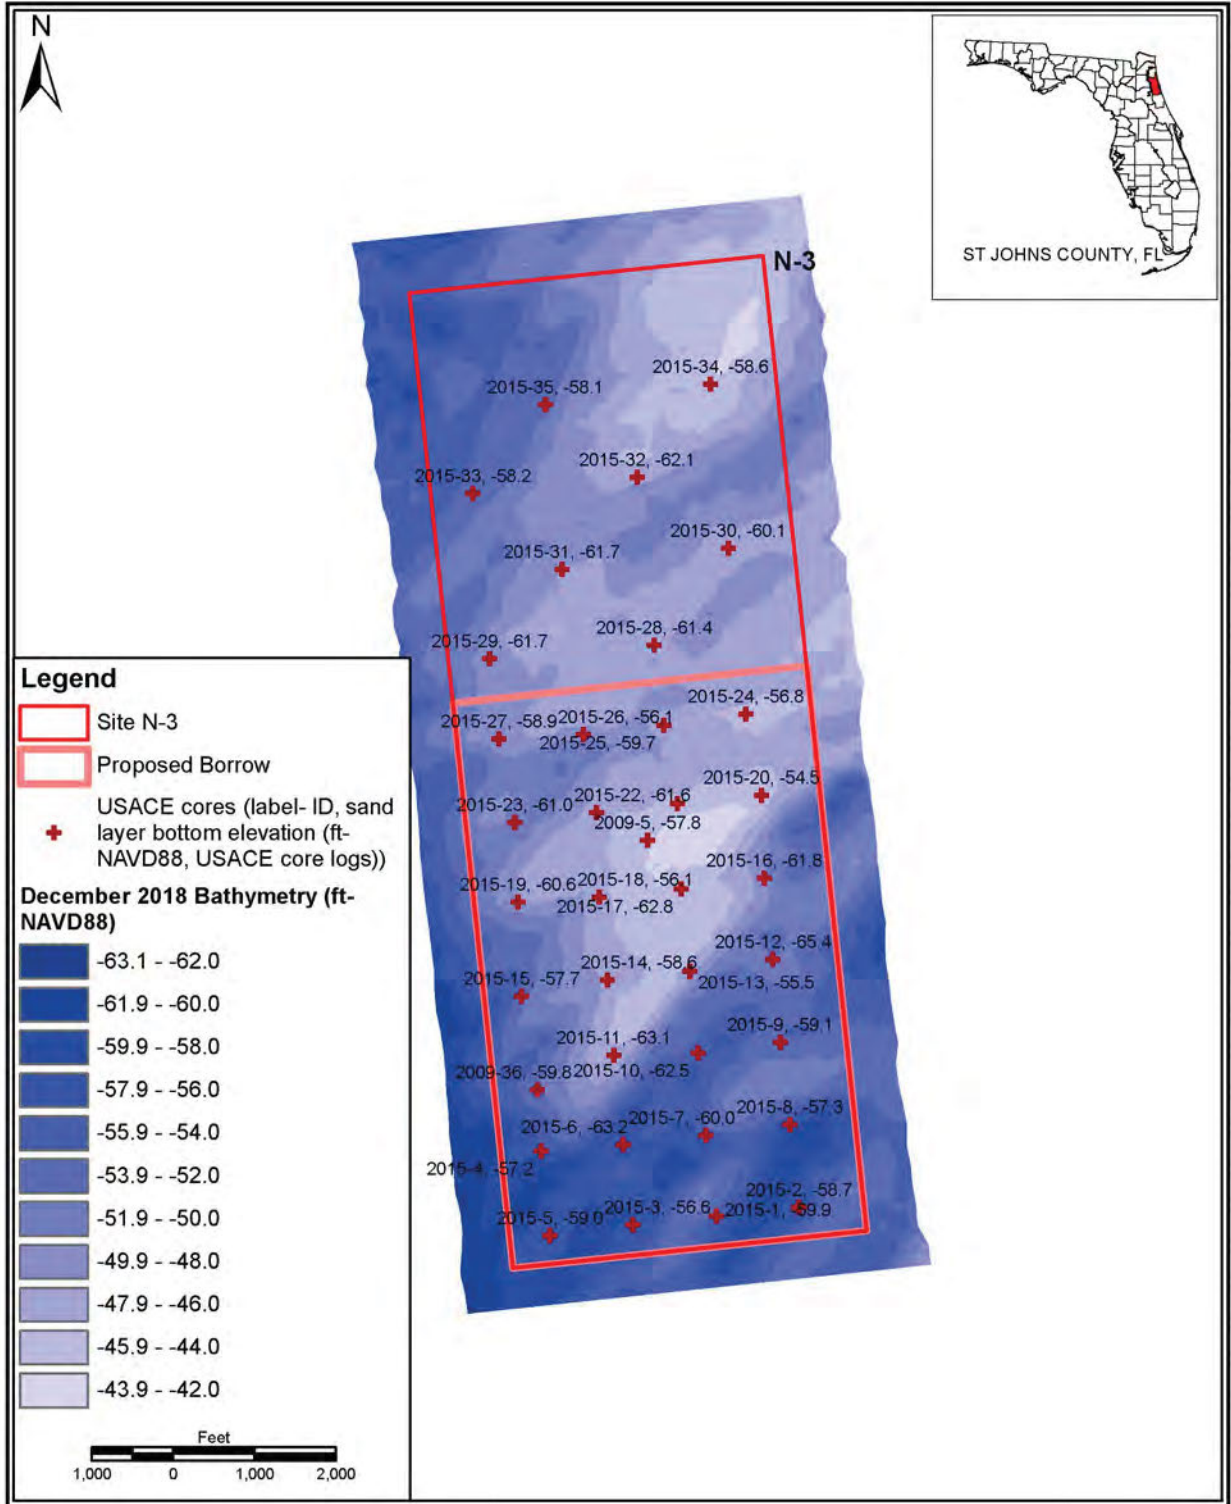 N
ST JOHNS COUNTY, FL
N-3
2015-34, -58.6
2015-35, -58.1
2015-32, -62.1
2015-33, -58.2
2015-30, -60.1
2015-31, -61.7
2015-28, -61.4
2015-29, -61.7
2015-24, -56.8
2015-27, -58.9
2015-26, -56.1
2015-25, -59.7
2015-20, -54.5
2015-22, -61.6
2015-23, -61.0
2009-5, -57.8
2015-16, -61.8
2015-18, -56.1
2015-19, -60.6
2015-17, -62.8
2015-12, -65.4
2015-14, -58.6
2015-15, -57.7
2015-13, -55.5
2015-9, -59.1
2015-11, -63.1
2009-36, -59.8
2015-10, -62.5
2015-8, -57.3
2015-7, -60.0
2015-6, -63.2
2015-4, -57.2
2015-2, -58.7
2015-3, -56.6
2015-1, -59.9
2015-5, -59.0
Legend
Site N-3
Proposed Borrow
USACE cores (label- ID, sand
layer bottom elevation (ft-
NAVD88, USACE core logs))
December 2018 Bathymetry (ft-
NAVD88)
-63.1 - -62.0
-61.9 - -60.0
-59.9 - -58.0
-57.9 - -56.0
-55.9 - -54.0
-53.9 - -52.0
-51.9 - -50.0
-49.9 - -48.0
-47.9 - -46.0
-45.9 - -44.0
-43.9 - -42.0
Feet
1,000 0 1,000 2,000